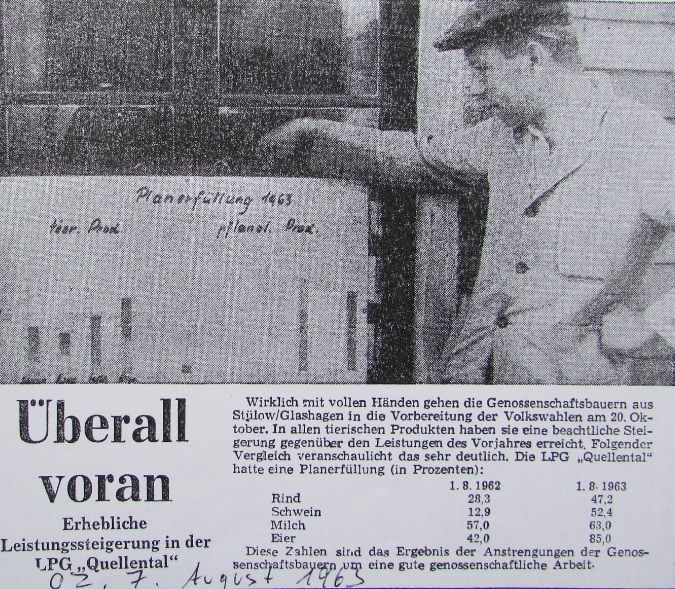 Planerfüllung 1963
tier. Prod. pflanzl. Prod.
Überall
voran
Erhebliche
Leistungssteigerung in der
LPG „Quellental“
Wirklich mit vollen Händen gehen die Genossenschaftsbauern aus
Stülow/Glashagen in die Vorbereitung der Volkswahlen am 20. Ok-
tober. In allen tierischen Produkten haben sie eine beachtliche Stei-
gerung gegenüber den Leistungen des Vorjahres erreicht. Folgender
Vergleich veranschaulicht das sehr deutlich. Die LPG „Quellental“
hatte eine Planerfüllung (in Prozenten):
1. 8. 1962 1. 8. 1963
Rind 28,3 47,2
Schwein 12,9 52,4
Milch 57,0 63,0
Eier 42,0 85,0
Diese Zahlen sind das Ergebnis der Anstrengungen der Genos-
senschaftsbauern um eine gute genossenschaftliche Arbeit.
OZ, 7. August 1963